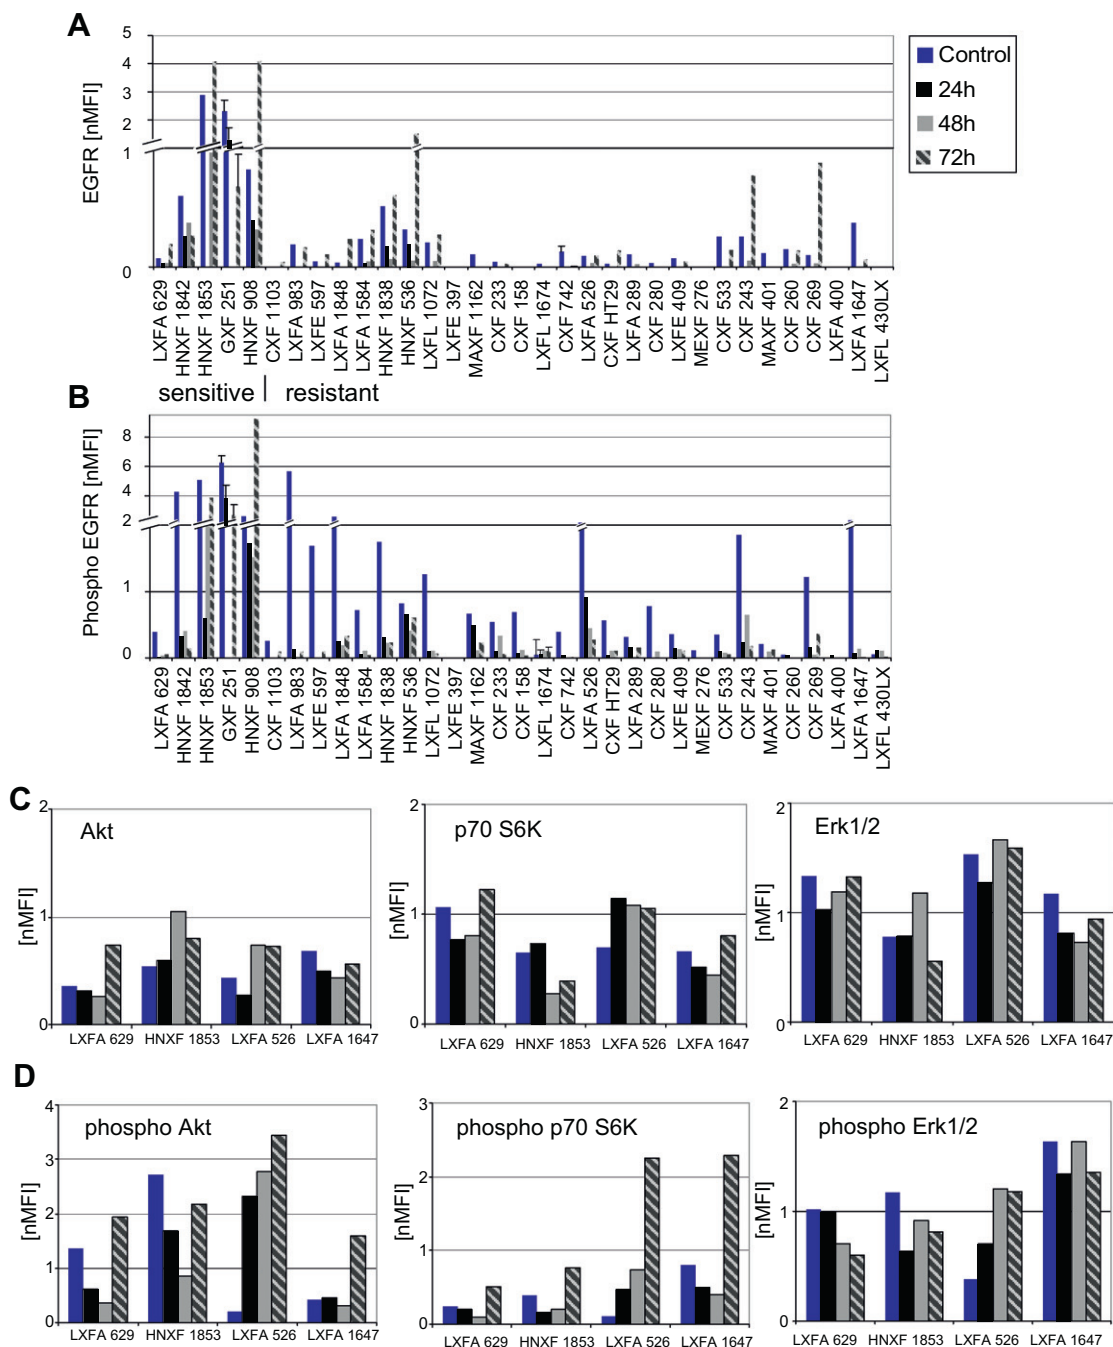 A
EGFR [nMFI]
5
4
3
2
1
0
Control
24h
48h
72h
LXFA 629
HNXF 1842
HNXF 1853
GXF 251
HNXF 908
CXF 1103
LXFA 983
LXFE 597
LXFA 1848
LXFA 1584
HNXF 1838
HNXF 536
LXFL 1072
LXFE 397
MAXF 1162
CXF 233
CXF 158
LXFL 1674
CXF 742
LXFA 526
CXF HT29
LXFA 289
CXF 280
LXFE 409
MEXF 276
CXF 533
CXF 243
MAXF 401
CXF 260
CXF 269
LXFA 400
LXFA 1647
LXFL 430LX
sensitive | resistant
B
Phospho EGFR [nMFI]
8
6
4
2
1
0
LXFA 629
HNXF 1842
HNXF 1853
GXF 251
HNXF 908
CXF 1103
LXFA 983
LXFE 597
LXFA 1848
LXFA 1584
HNXF 1838
HNXF 536
LXFL 1072
LXFE 397
MAXF 1162
CXF 233
CXF 158
LXFL 1674
CXF 742
LXFA 526
CXF HT29
LXFA 289
CXF 280
LXFE 409
MEXF 276
CXF 533
CXF 243
MAXF 401
CXF 260
CXF 269
LXFA 400
LXFA 1647
LXFL 430LX
C
Akt
[nMFI]
2
1
0
LXFA 629 HNXF 1853 LXFA 526 LXFA 1647
p70 S6K
[nMFI]
2
1
0
LXFA 629 HNXF 1853 LXFA 526 LXFA 1647
Erk1/2
[nMFI]
2
1
0
LXFA 629 HNXF 1853 LXFA 526 LXFA 1647
D
phospho Akt
[nMFI]
4
3
2
1
0
LXFA 629 HNXF 1853 LXFA 526 LXFA 1647
phospho p70 S6K
[nMFI]
3
2
1
0
LXFA 629 HNXF 1853 LXFA 526 LXFA 1647
phospho Erk1/2
[nMFI]
2
1
0
LXFA 629 HNXF 1853 LXFA 526 LXFA 1647